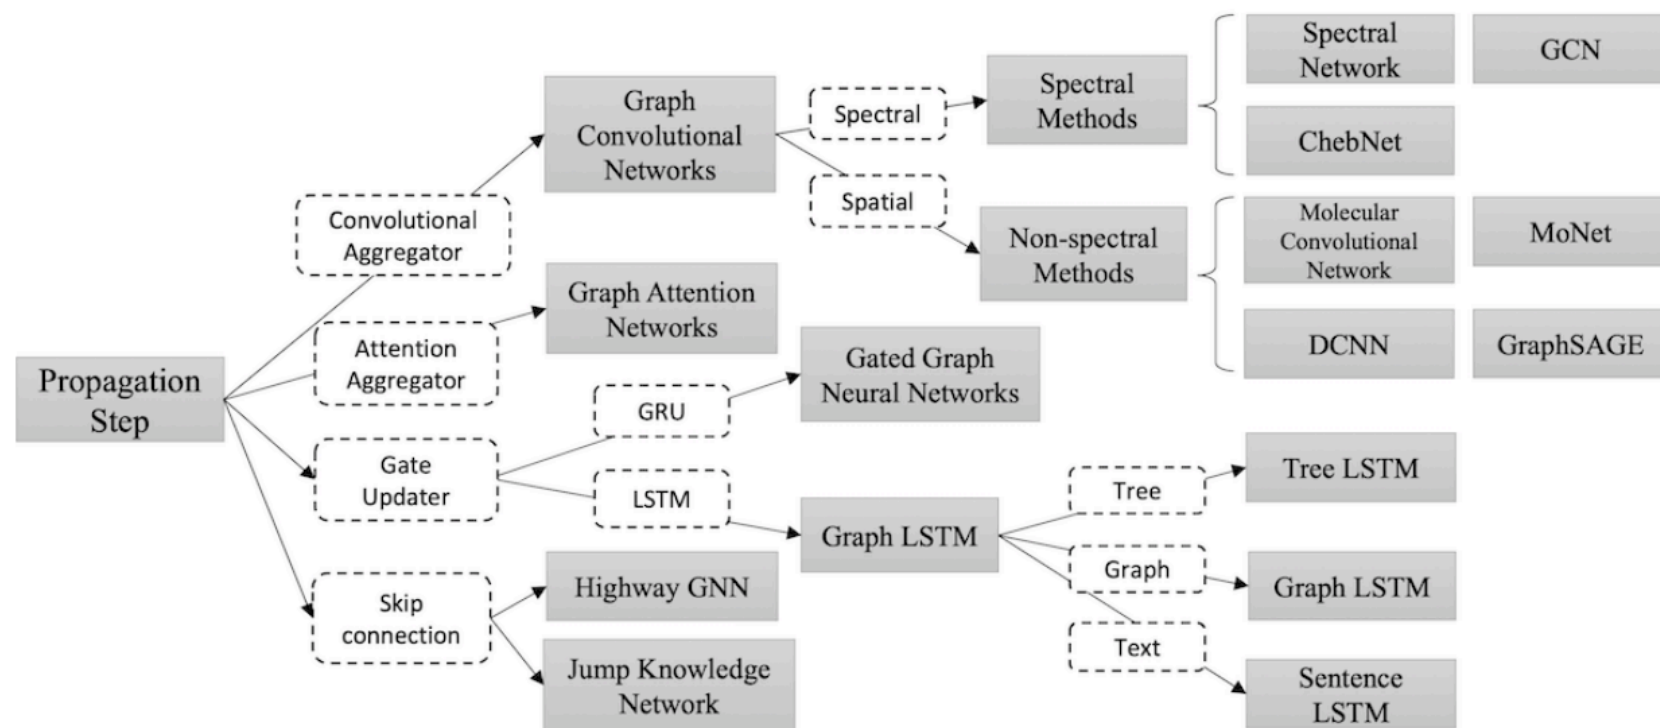 Propagation
Step
Convolutional
Aggregator
Attention
Aggregator
Gate
Updater
Skip
connection
Graph
Convolutional
Networks
Graph Attention
Networks
GRU
LSTM
Highway GNN
Jump Knowledge
Network
Spectral
Spatial
Gated Graph
Neural Networks
Graph LSTM
Spectral
Methods
Non-spectral
Methods
Tree
Graph
Text
Spectral
Network
GCN
ChebNet
Molecular
Convolutional
Network
MoNet
DCNN
GraphSAGE
Tree LSTM
Graph LSTM
Sentence
LSTM